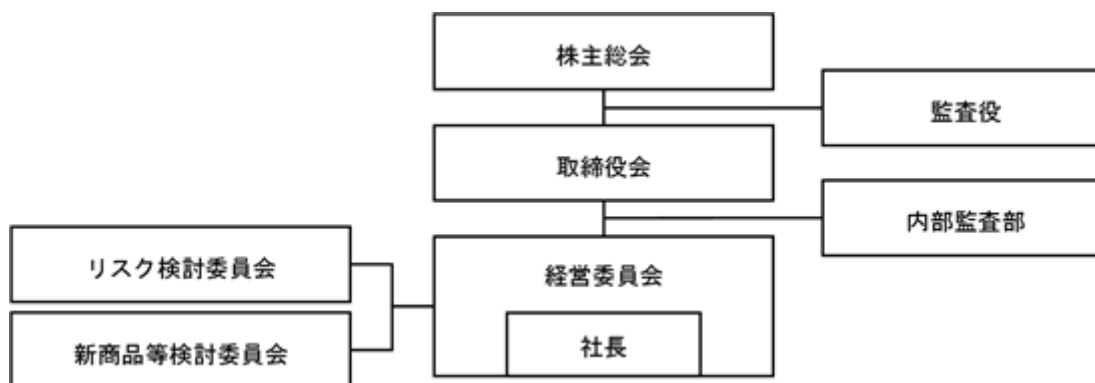 株主総会
監査役
取締役会
内部監査部
リスク検討委員会
経営委員会
新商品等検討委員会
社長